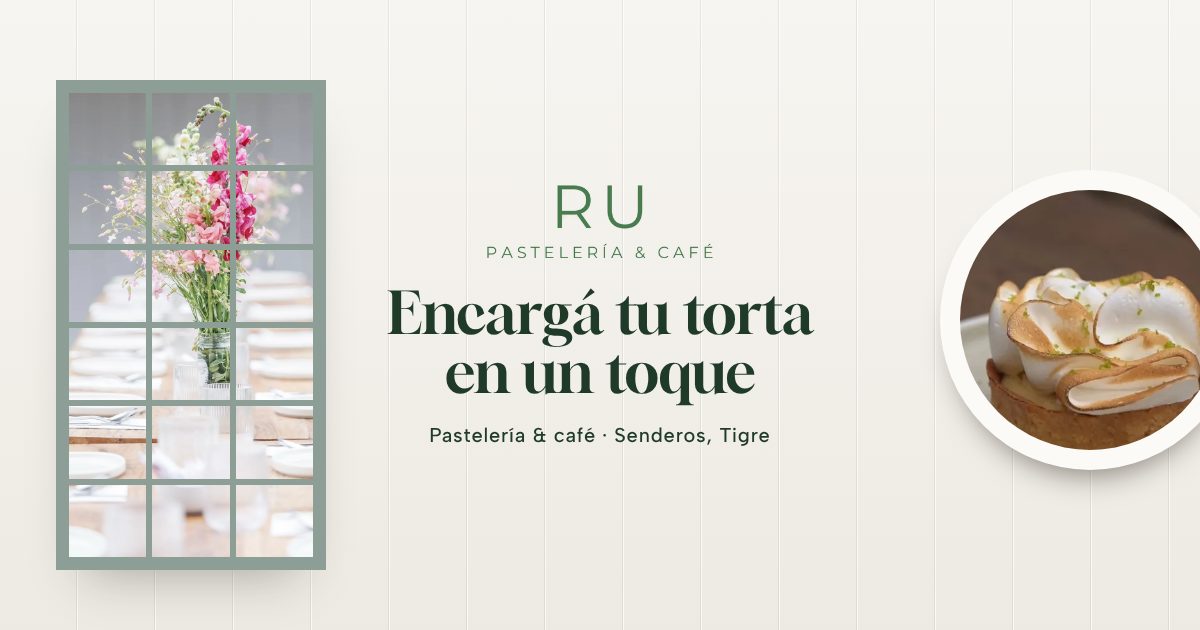 RU
PASTELERÍA & CAFÉ
Encargá tu torta
en un toque
Pastelería & café · Senderos, Tigre